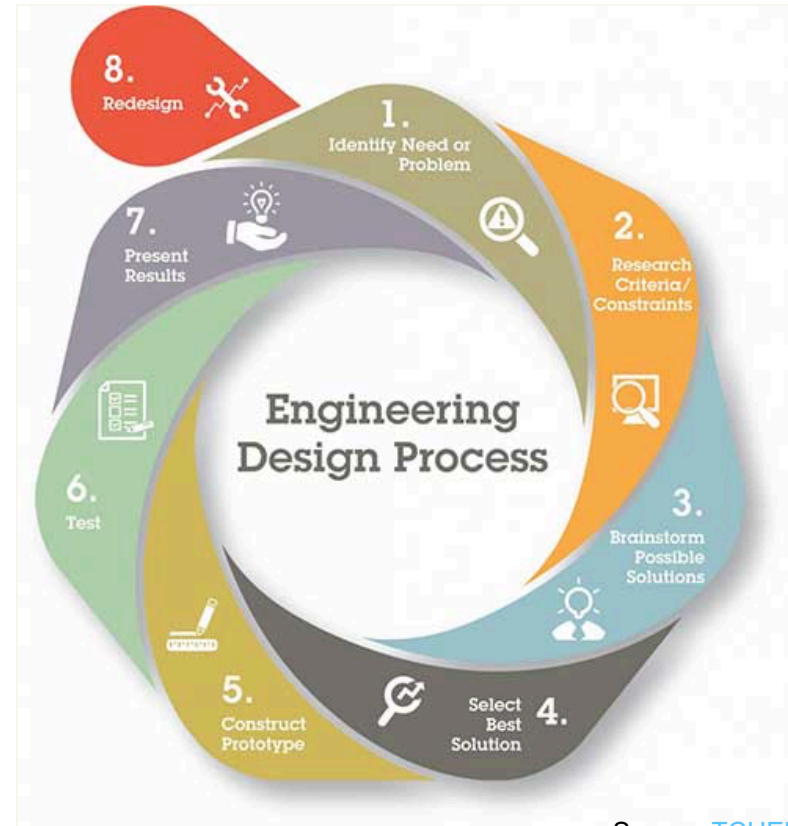 8.
Redesign
1.
Identify Need or
Problem
2.
Research
Criteria/
Constraints
3.
Brainstorm
Possible
Solutions
Select
Best
Solution
4.
5.
Construct
Prototype
6.
Test
7.
Present
Results
Engineering
Design Process